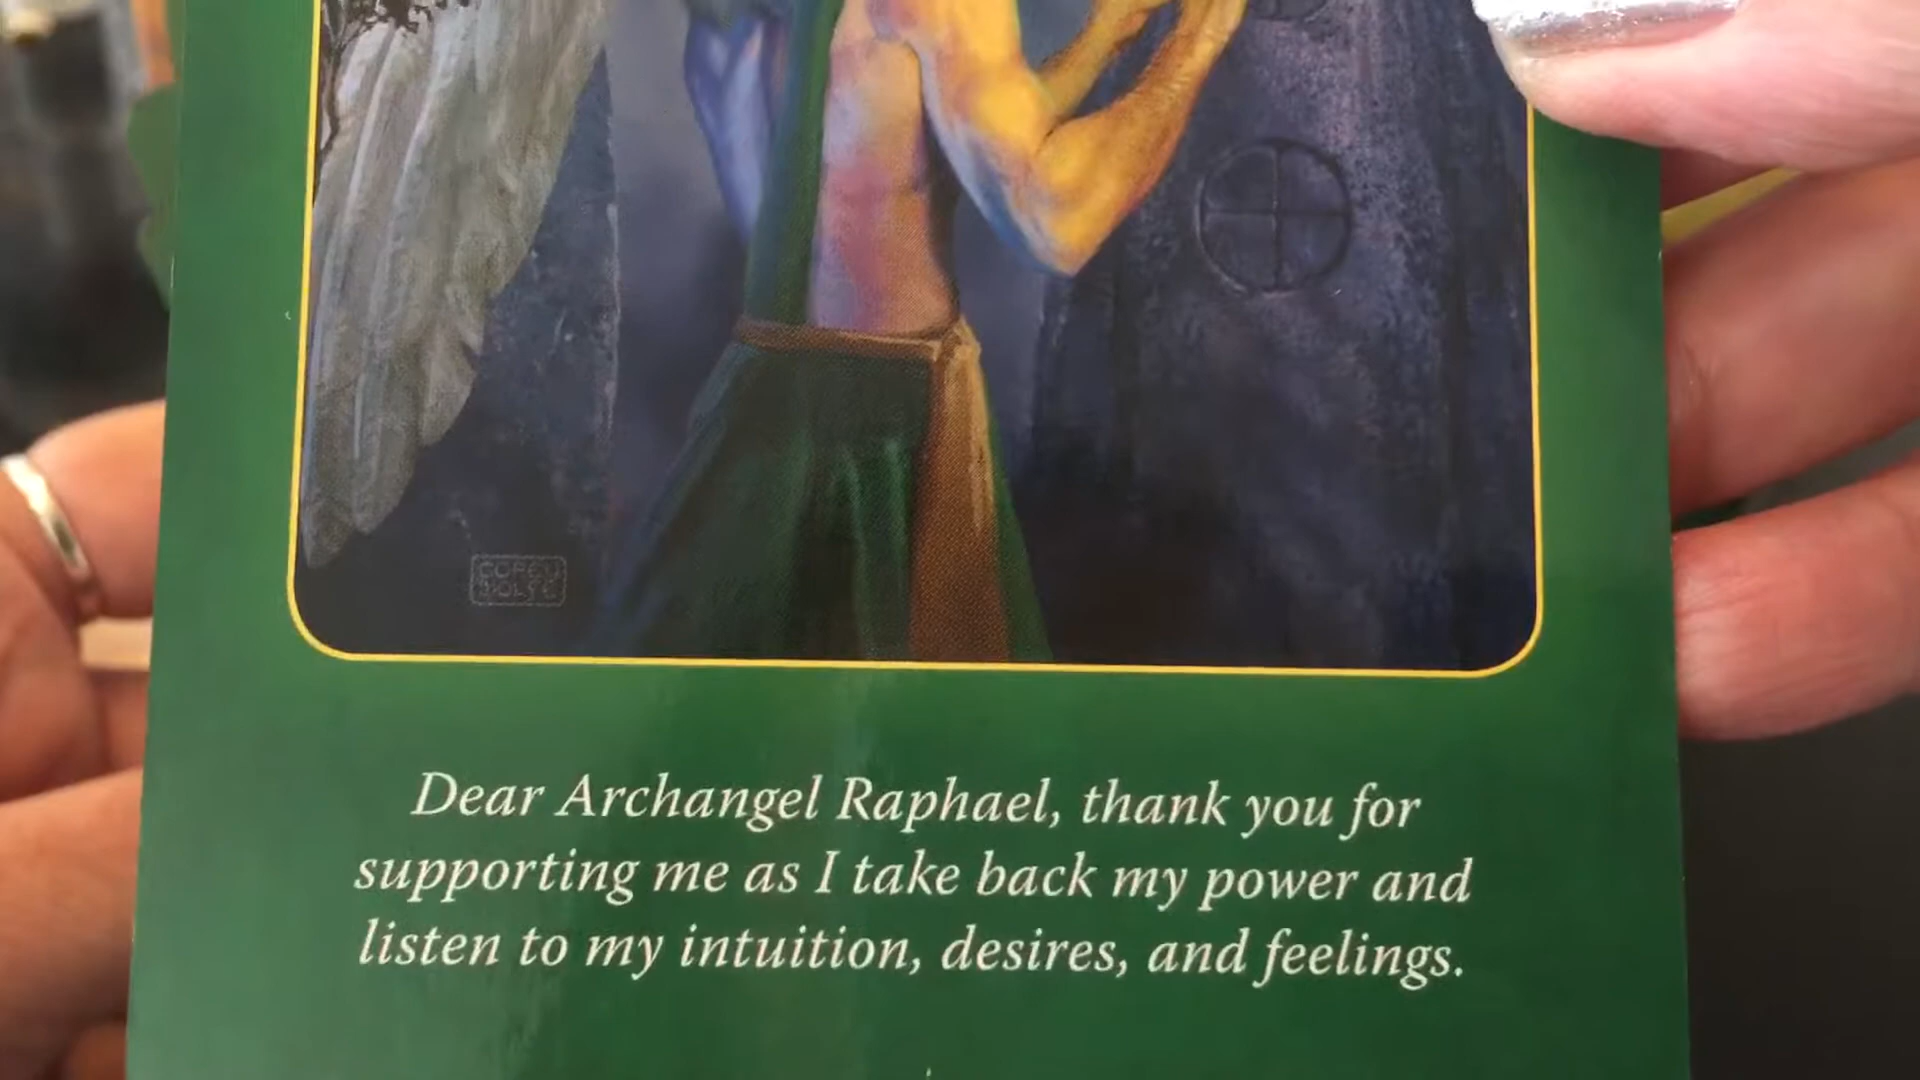 Dear Archangel Raphael, thank you for
supporting me as I take back my power and
listen to my intuition, desires, and feelings.